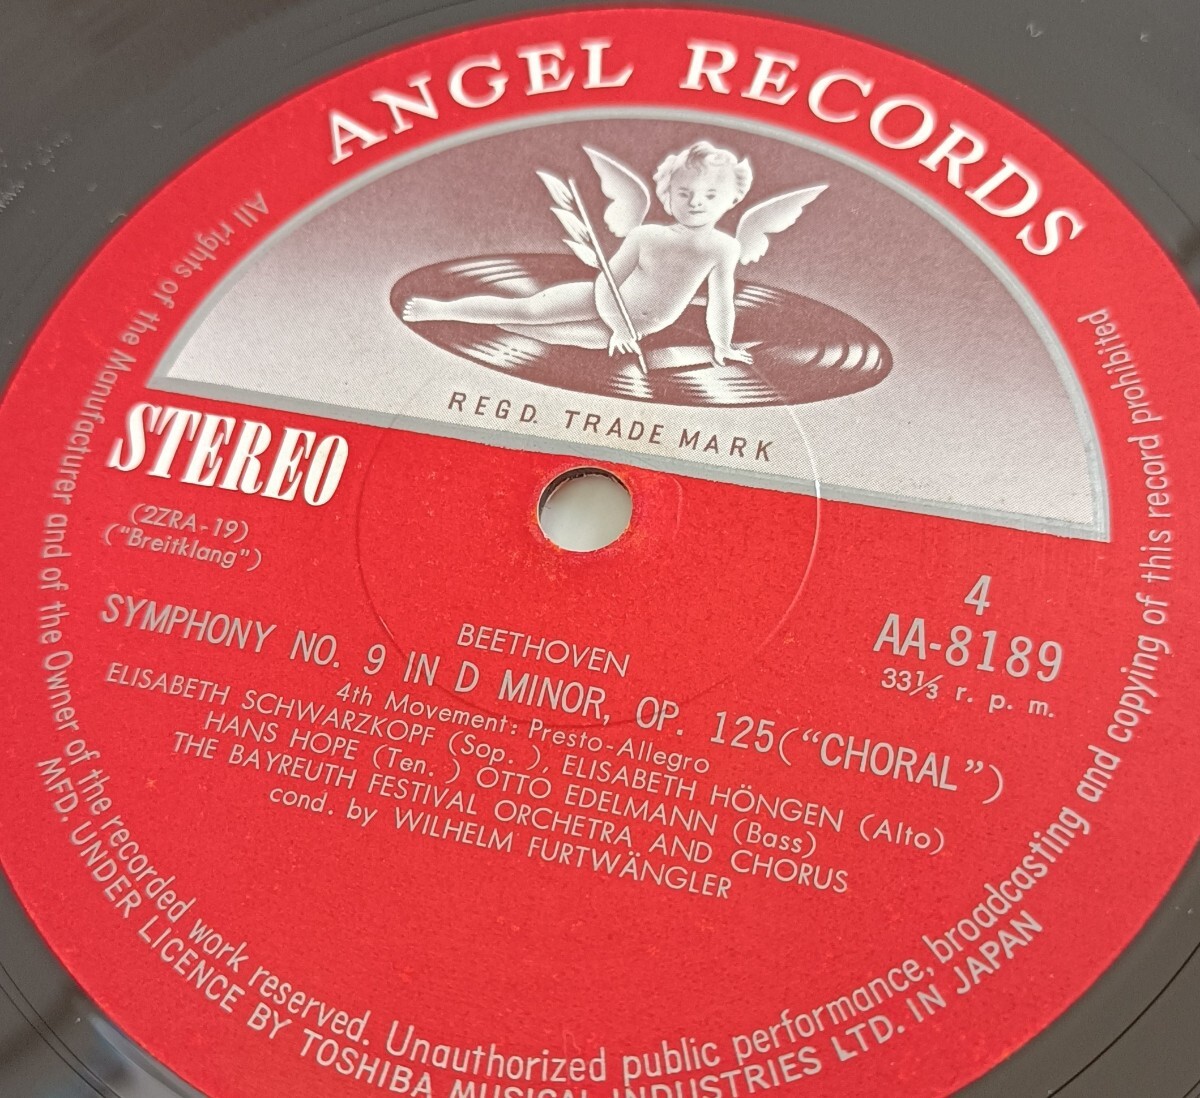 ANGEL RECORDS
REGD. TRADE MARK
STEREO
(2ZRA-19)
("Breitklang")
4
AA-8189
33⅓ r. p. m.
BEETHOVEN
SYMPHONY NO. 9 IN D MINOR, OP. 125(“CHORAL”)
4th Movement: Presto-Allegro
ELISABETH SCHWARZKOPF (Sop. ), ELISABETH HÖNGEN (Alto)
HANS HOPE (Ten. ) OTTO EDELMANN (Bass)
THE BAYREUTH FESTIVAL ORCHETRA AND CHORUS
cond. by WILHELM FURTWÄNGLER
All rights of the Manufacturer and of the Owner of the recorded work reserved. Unauthorized public performance, broadcasting and copying of this record prohibited
MFD. UNDER LICENCE BY TOSHIBA MUSICAL INDUSTRIES LTD. IN JAPAN